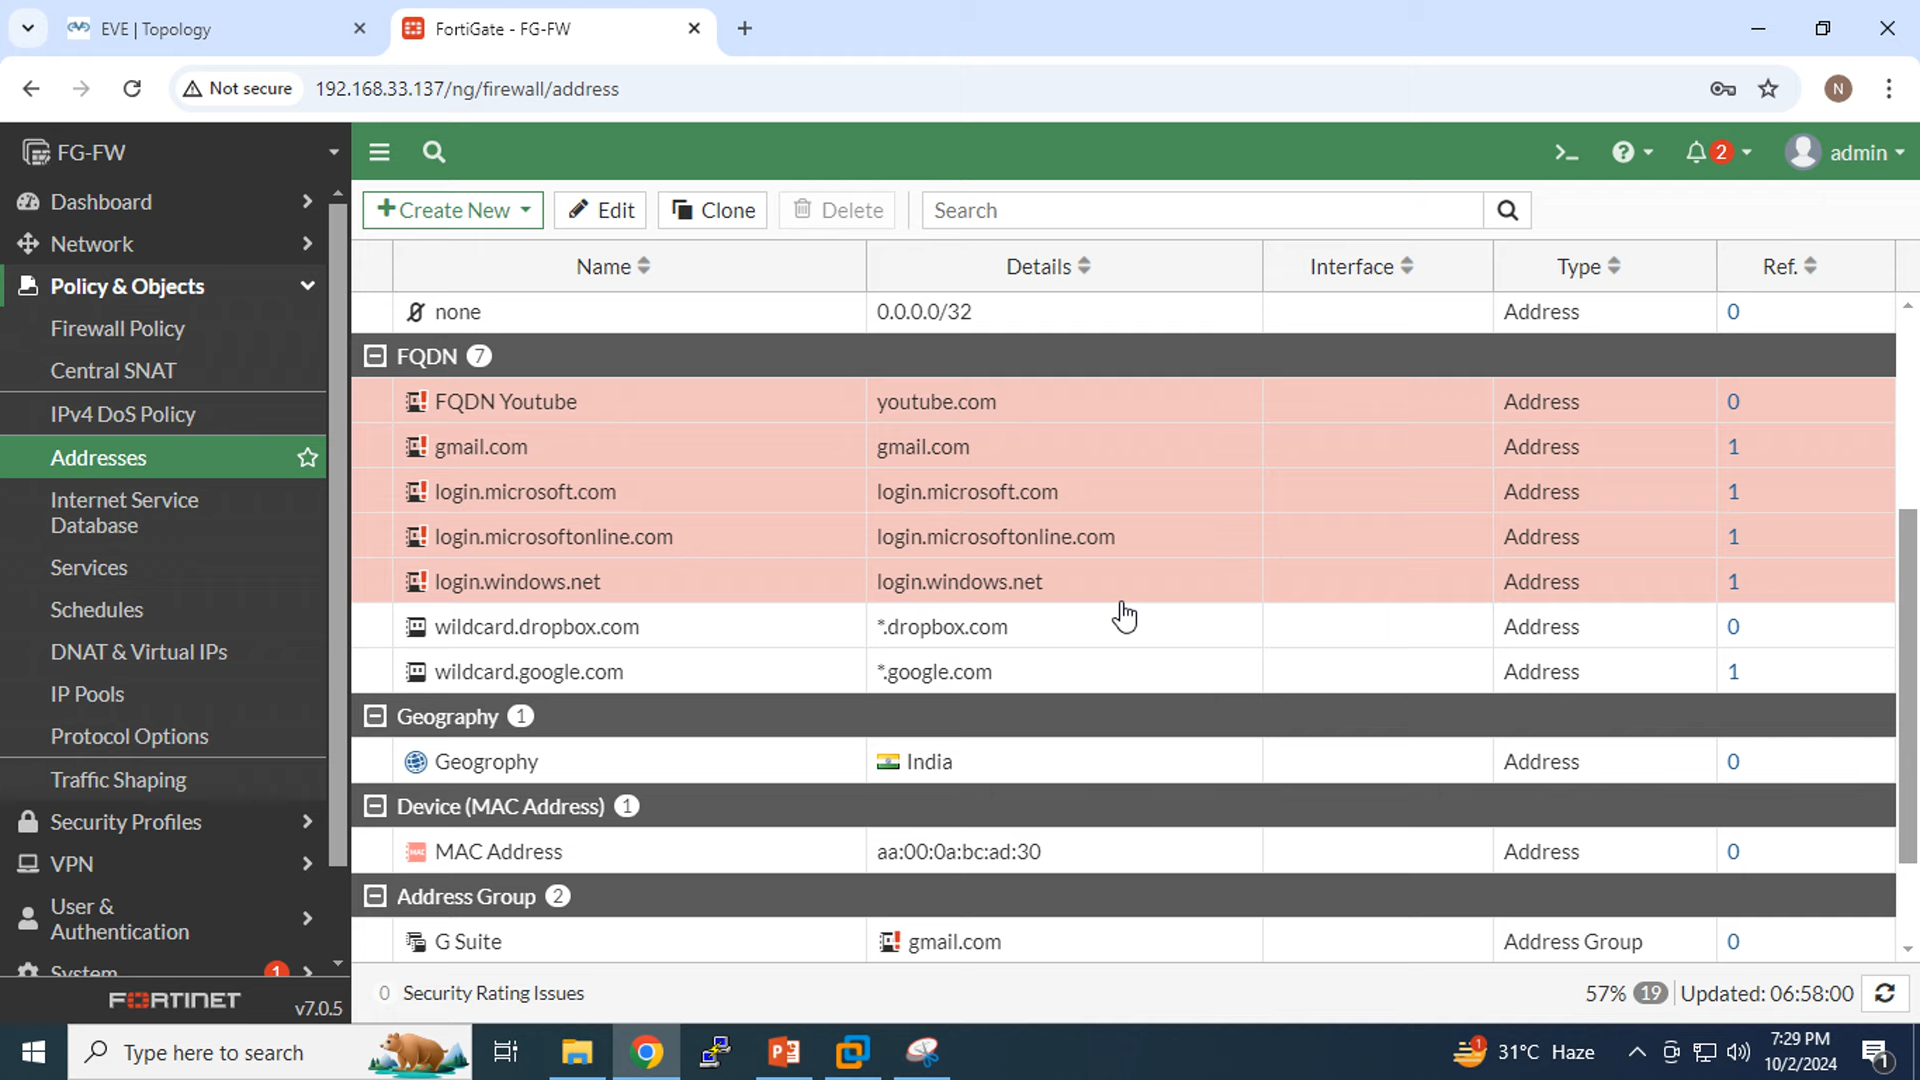 EVE | Topology
FortiGate - FG-FW
Not secure
192.168.33.137/ng/firewall/address
N
FG-FW
2
admin
Dashboard
Network
Policy & Objects
Firewall Policy
Central SNAT
IPv4 DoS Policy
Addresses
Internet Service
Database
Services
Schedules
DNAT & Virtual IPs
IP Pools
Protocol Options
Traffic Shaping
Security Profiles
VPN
User &
Authentication
System 1
FORTINET v7.0.5
Create New Edit Clone Delete Search
Name Details Interface Type Ref.
none 0.0.0.0/32 Address 0
FQDN 7
FQDN Youtube youtube.com Address 0
gmail.com gmail.com Address 1
login.microsoft.com login.microsoft.com Address 1
login.microsoftonline.com login.microsoftonline.com Address 1
login.windows.net login.windows.net Address 1
wildcard.dropbox.com *.dropbox.com Address 0
wildcard.google.com *.google.com Address 1
Geography 1
Geography India Address 0
Device (MAC Address) 1
MAC MAC Address aa:00:0a:bc:ad:30 Address 0
Address Group 2
G Suite gmail.com Address Group 0
0 Security Rating Issues 57% 19 Updated: 06:58:00
Type here to search
1 31°C Haze
7:29 PM
10/2/2024
1